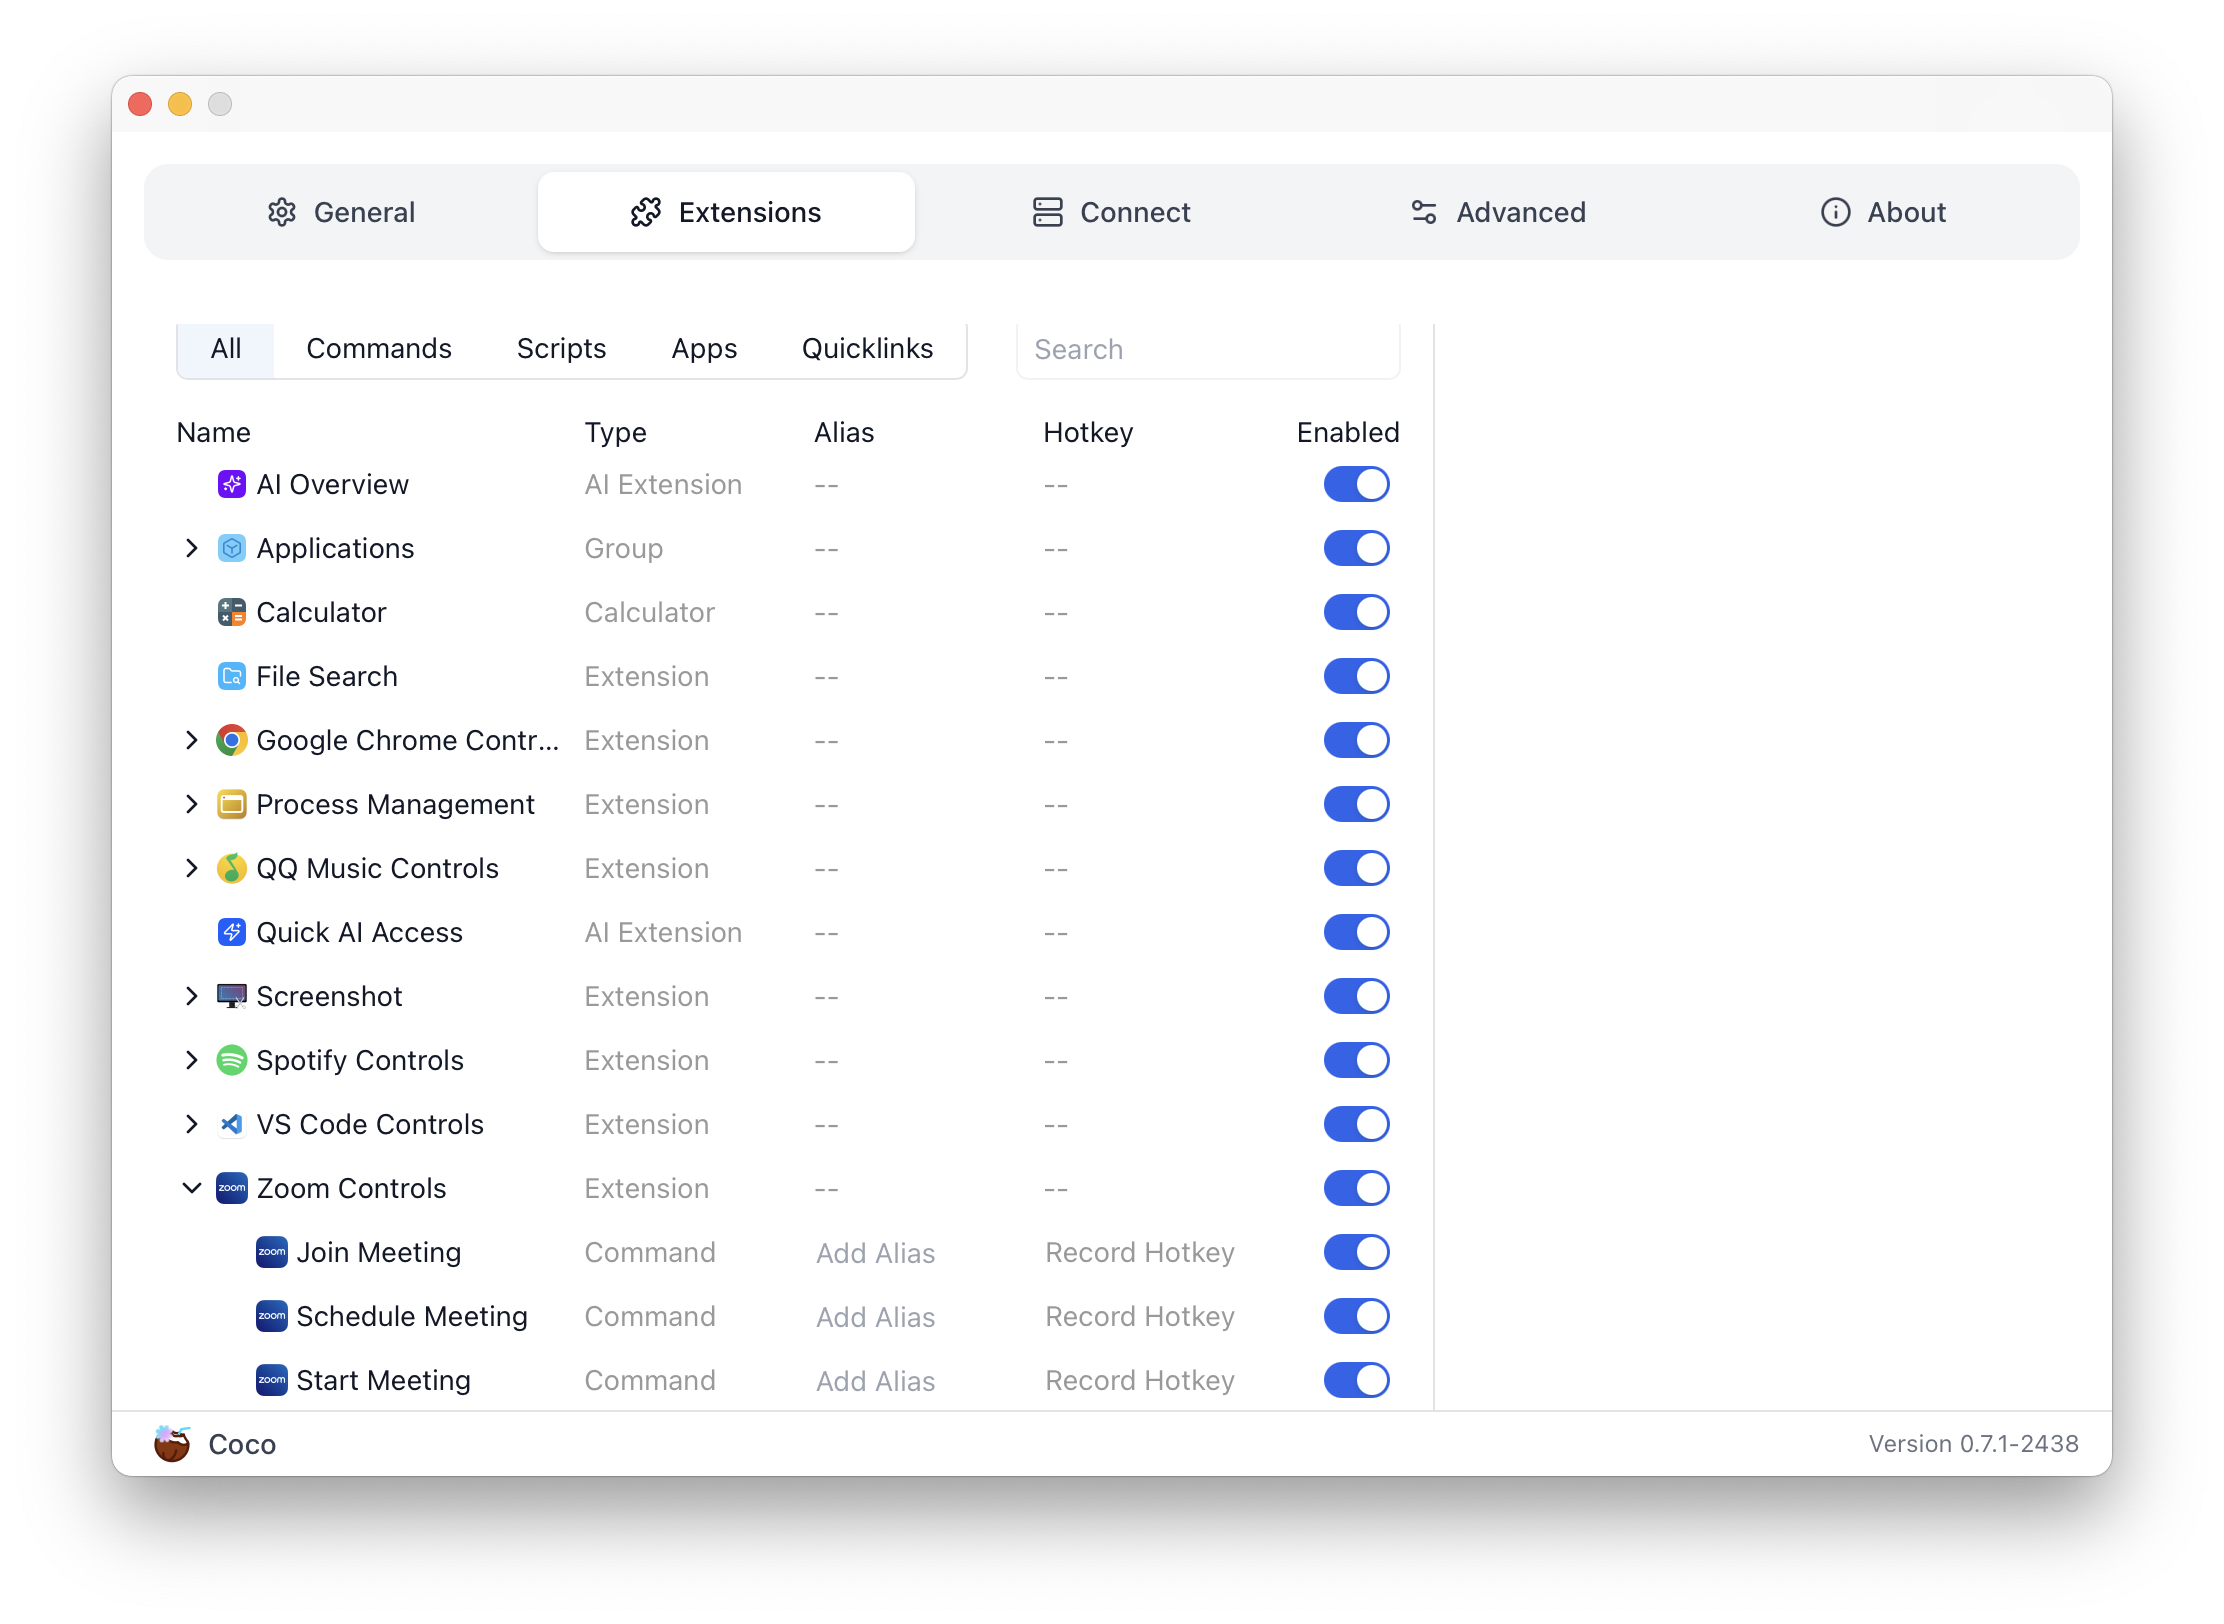 General Extensions Connect Advanced About
All Commands Scripts Apps Quicklinks Search
Name Type Alias Hotkey Enabled
AI Overview AI Extension -- --
Applications Group -- --
Calculator Calculator -- --
File Search Extension -- --
Google Chrome Contr... Extension -- --
Process Management Extension -- --
QQ Music Controls Extension -- --
Quick AI Access AI Extension -- --
Screenshot Extension -- --
Spotify Controls Extension -- --
VS Code Controls Extension -- --
zoom Zoom Controls Extension -- --
zoom Join Meeting Command Add Alias Record Hotkey
zoom Schedule Meeting Command Add Alias Record Hotkey
zoom Start Meeting Command Add Alias Record Hotkey
Coco Version 0.7.1-2438